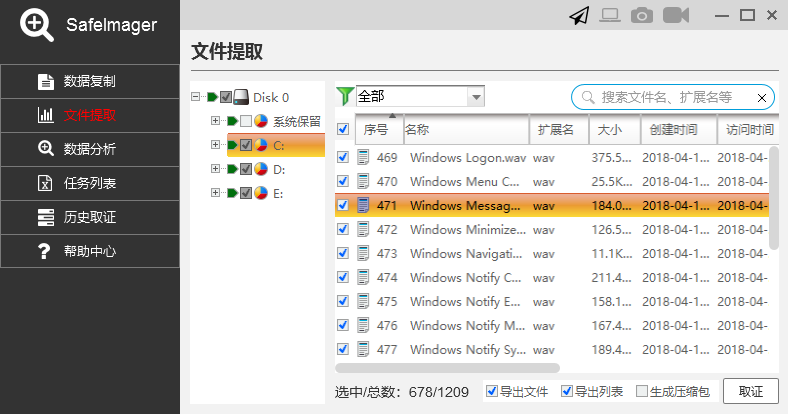 SafeImager
数据复制
文件提取
数据分析
任务列表
历史取证
帮助中心
文件提取
Disk 0
系统保留
C:
D:
E:
全部
搜索文件名、扩展名等
序号 名称 扩展名 大小 创建时间 访问时间
469 Windows Logon.wav wav 375.5... 2018-04-1... 2018-04-
470 Windows Menu C... wav 25.5K... 2018-04-1... 2018-04-
471 Windows Messag... wav 184.0... 2018-04-1... 2018-04-
472 Windows Minimize... wav 126.5... 2018-04-1... 2018-04-
473 Windows Navigati... wav 11.1K... 2018-04-1... 2018-04-
474 Windows Notify C... wav 211.4... 2018-04-1... 2018-04-
475 Windows Notify E... wav 158.1... 2018-04-1... 2018-04-
476 Windows Notify M... wav 167.4... 2018-04-1... 2018-04-
477 Windows Notify Sy... wav 189.4... 2018-04-1... 2018-04-
选中/总数: 678/1209 导出文件 导出列表 生成压缩包 取证